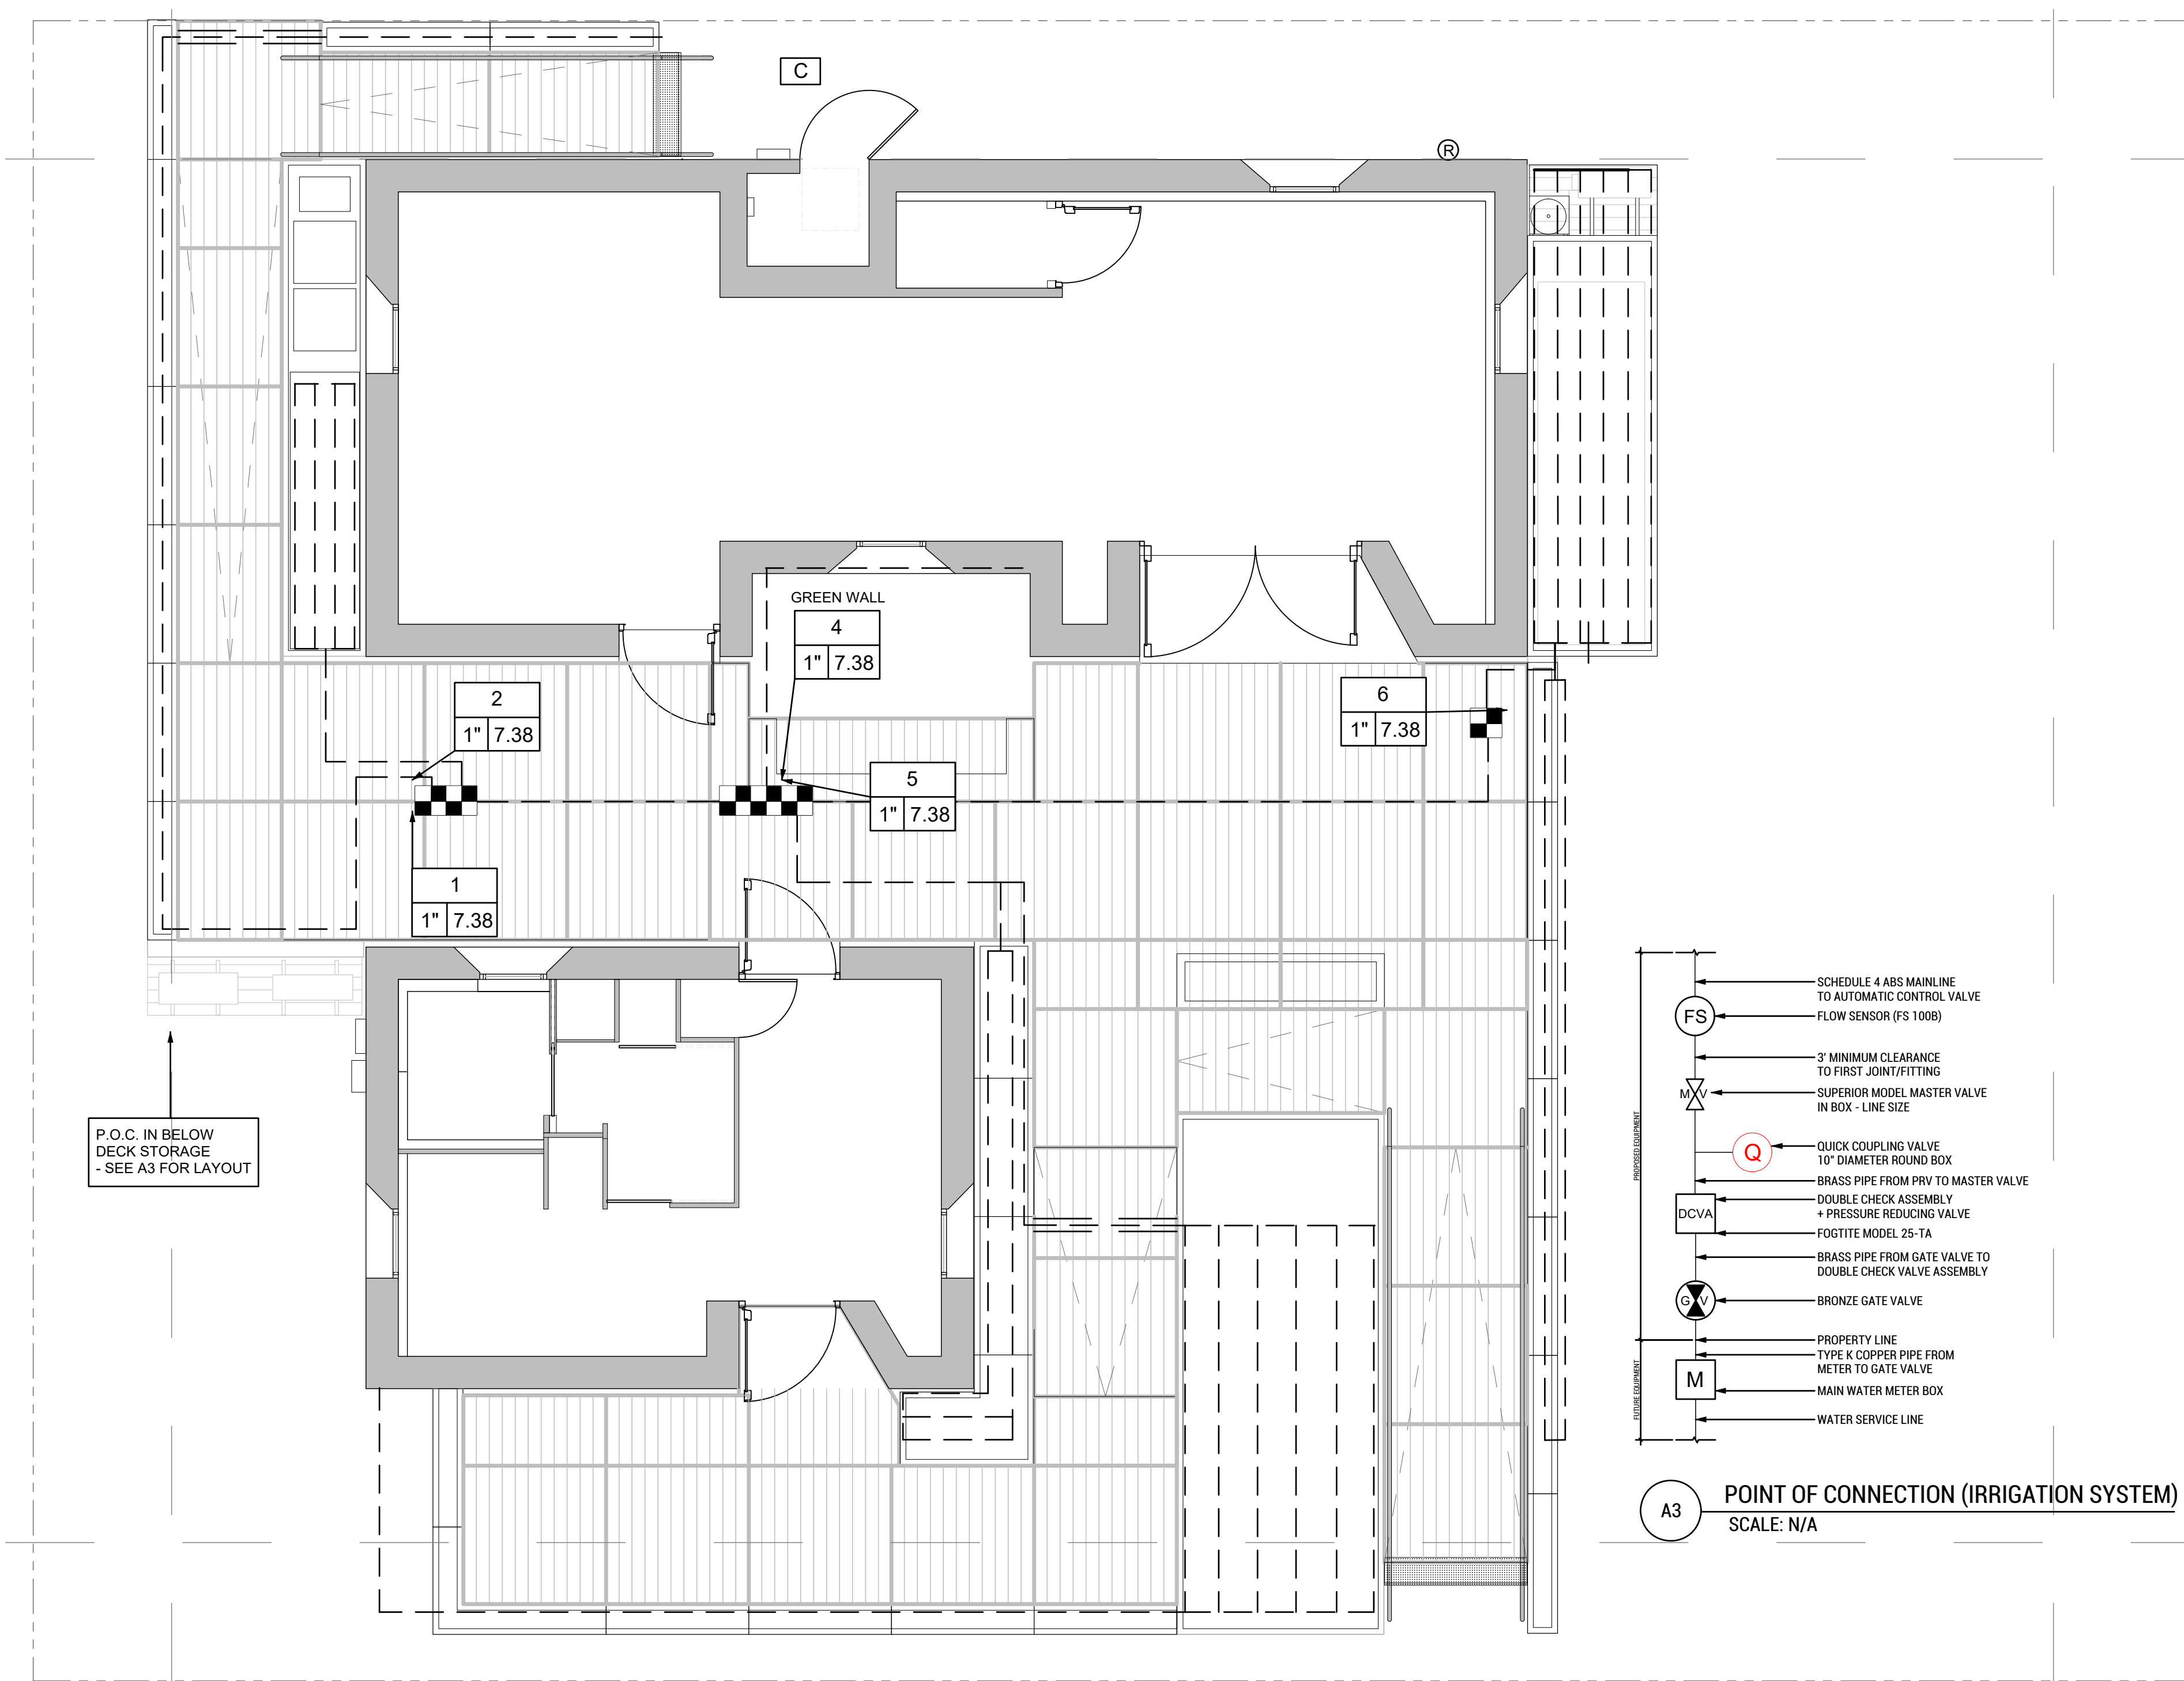 C
®
GREEN WALL
4
1" 7.38
2
1" 7.38
6
1" 7.38
5
1" 7.38
1
1" 7.38
P.O.C. IN BELOW
DECK STORAGE
- SEE A3 FOR LAYOUT
PROPOSED EQUIPMENT
FUTURE EQUIPMENT
SCHEDULE 4 ABS MAINLINE
TO AUTOMATIC CONTROL VALVE
FS
FLOW SENSOR (FS 100B)
3' MINIMUM CLEARANCE
TO FIRST JOINT/FITTING
M V
SUPERIOR MODEL MASTER VALVE
IN BOX - LINE SIZE
Q
QUICK COUPLING VALVE
10" DIAMETER ROUND BOX
BRASS PIPE FROM PRV TO MASTER VALVE
DCVA
DOUBLE CHECK ASSEMBLY
+ PRESSURE REDUCING VALVE
FOGTITE MODEL 25-TA
BRASS PIPE FROM GATE VALVE TO
DOUBLE CHECK VALVE ASSEMBLY
G V
BRONZE GATE VALVE
PROPERTY LINE
TYPE K COPPER PIPE FROM
METER TO GATE VALVE
M
MAIN WATER METER BOX
WATER SERVICE LINE
A3
POINT OF CONNECTION (IRRIGATION SYSTEM)
SCALE: N/A